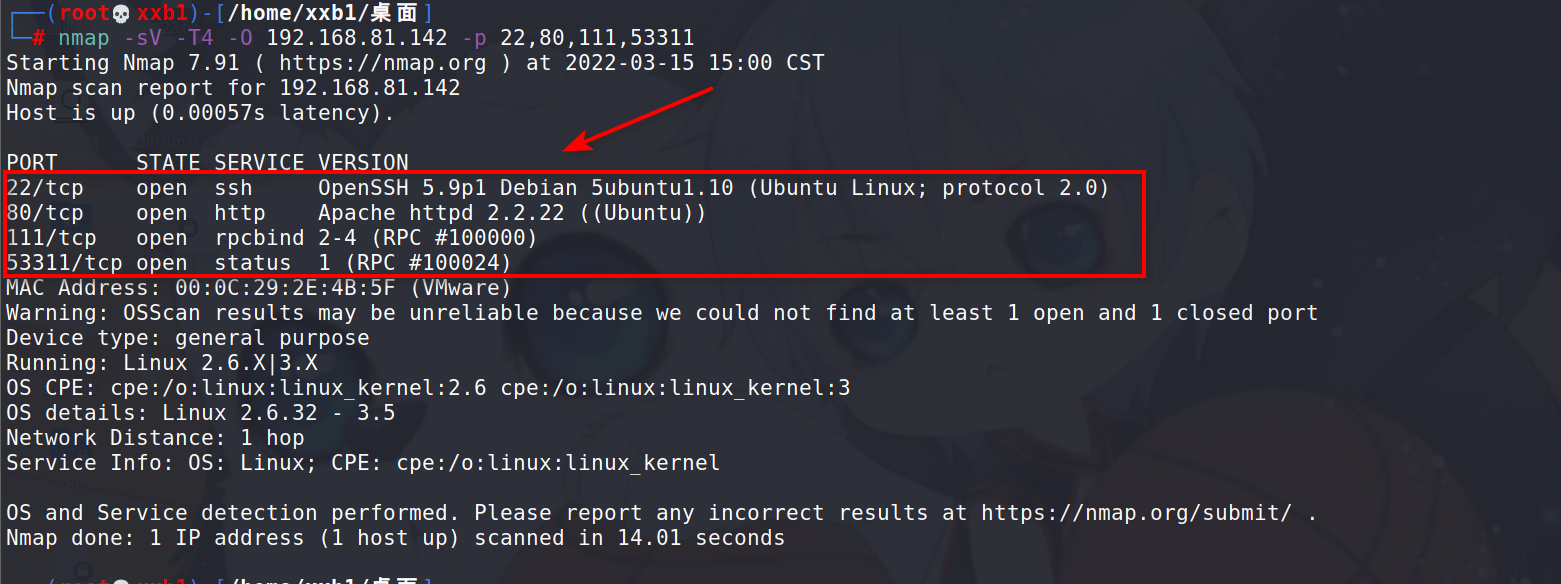 ┌──(root💀xxb1)-[/home/xxb1/桌面]
└─# nmap -sV -T4 -O 192.168.81.142 -p 22,80,111,53311
Starting Nmap 7.91 ( https://nmap.org ) at 2022-03-15 15:00 CST
Nmap scan report for 192.168.81.142
Host is up (0.00057s latency).
PORT      STATE SERVICE VERSION
22/tcp    open  ssh     OpenSSH 5.9p1 Debian 5ubuntu1.10 (Ubuntu Linux; protocol 2.0)
80/tcp    open  http    Apache httpd 2.2.22 ((Ubuntu))
111/tcp   open  rpcbind 2-4 (RPC #100000)
53311/tcp open  status  1 (RPC #100024)
MAC Address: 00:0C:29:2E:4B:5F (VMware)
Warning: OSScan results may be unreliable because we could not find at least 1 open and 1 closed port
Device type: general purpose
Running: Linux 2.6.X|3.X
OS CPE: cpe:/o:linux:linux_kernel:2.6 cpe:/o:linux:linux_kernel:3
OS details: Linux 2.6.32 - 3.5
Network Distance: 1 hop
Service Info: OS: Linux; CPE: cpe:/o:linux:linux_kernel
OS and Service detection performed. Please report any incorrect results at https://nmap.org/submit/ .
Nmap done: 1 IP address (1 host up) scanned in 14.01 seconds